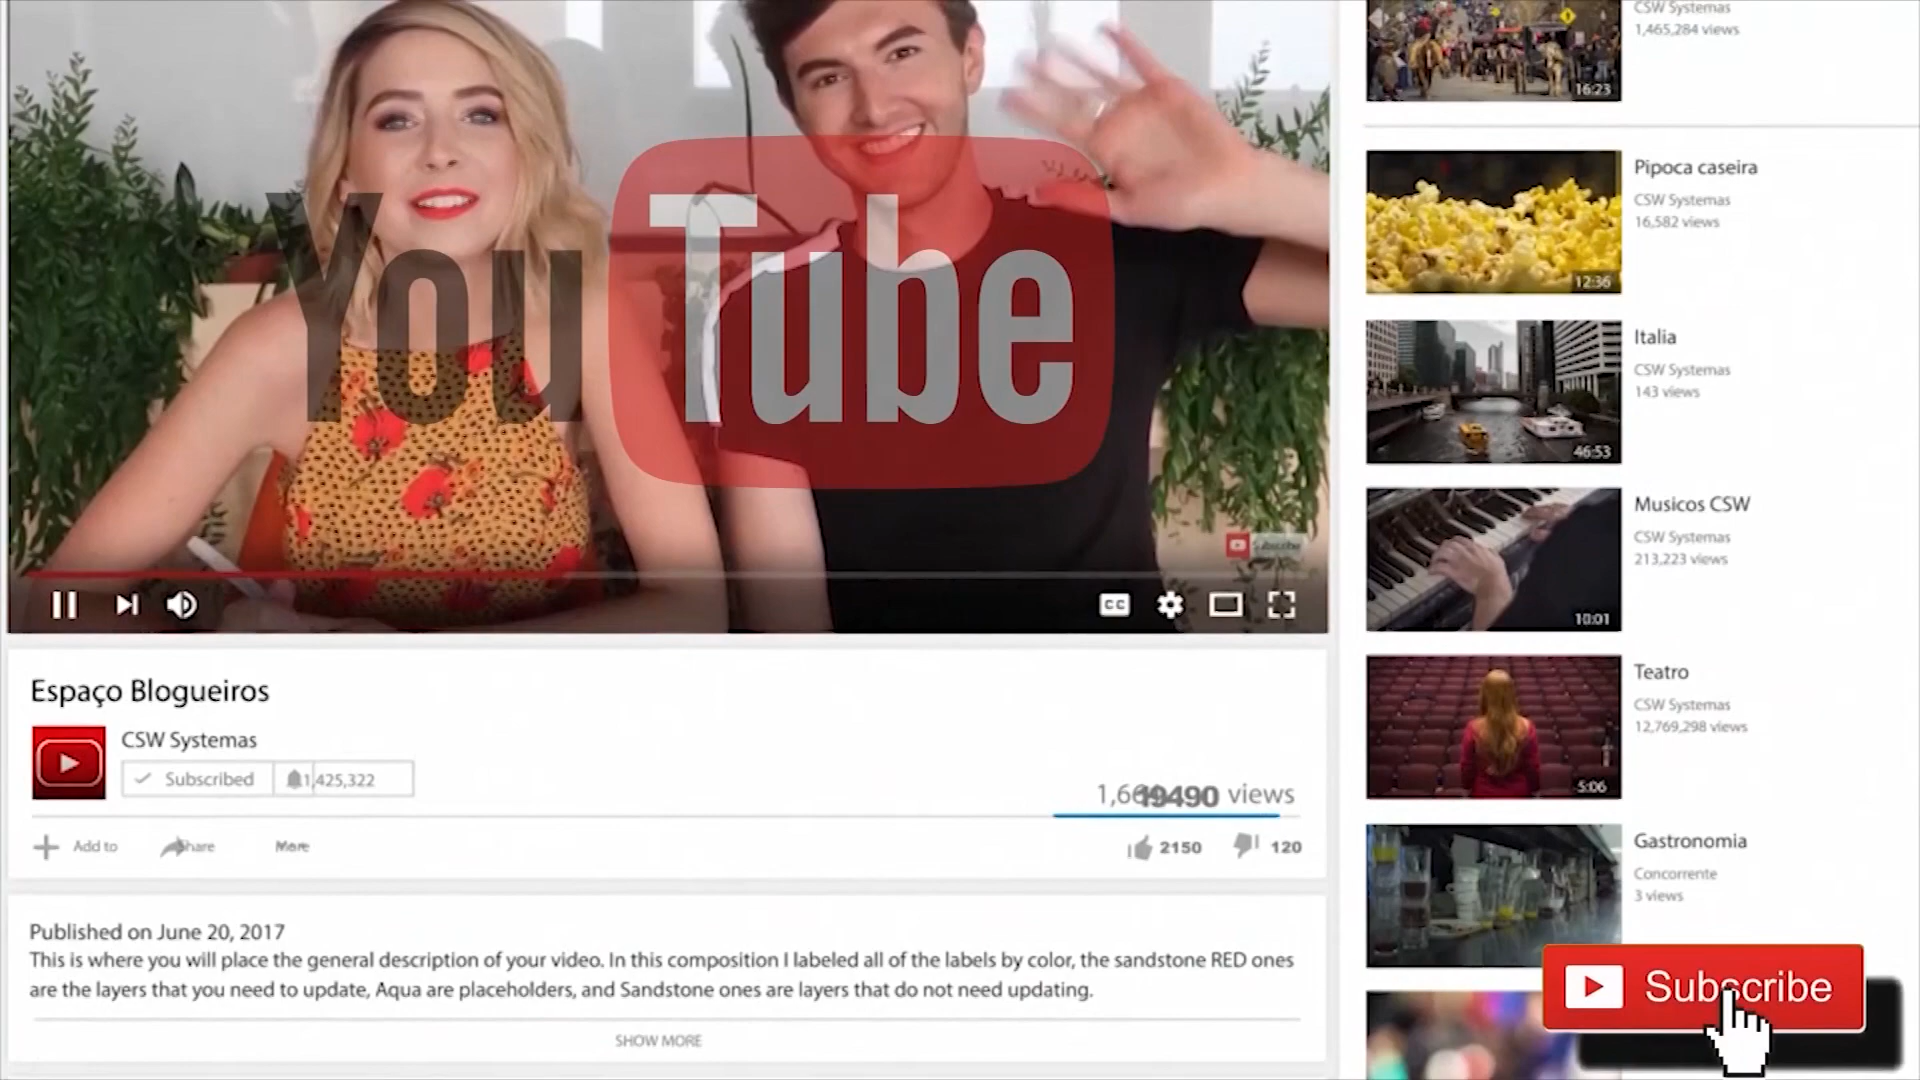 YouTube
Subscribe
CC
Espaço Blogueiros
CSW Systemas
Subscribed
1,425,322
19490 views
Add to
Share
More
2150
120
Published on June 20, 2017
This is where you will place the general description of your video. In this composition I labeled all of the labels by color, the sandstone RED ones
are the layers that you need to update, Aqua are placeholders, and Sandstone ones are layers that do not need updating.
SHOW MORE
CSW Systemas
1,465,284 views
16:23
Pipoca caseira
CSW Systemas
16,582 views
12:36
Italia
CSW Systemas
143 views
46:53
Musicos CSW
CSW Systemas
213,223 views
10:01
Teatro
CSW Systemas
12,769,298 views
5:06
Gastronomia
Concorrente
3 views
Subscribe